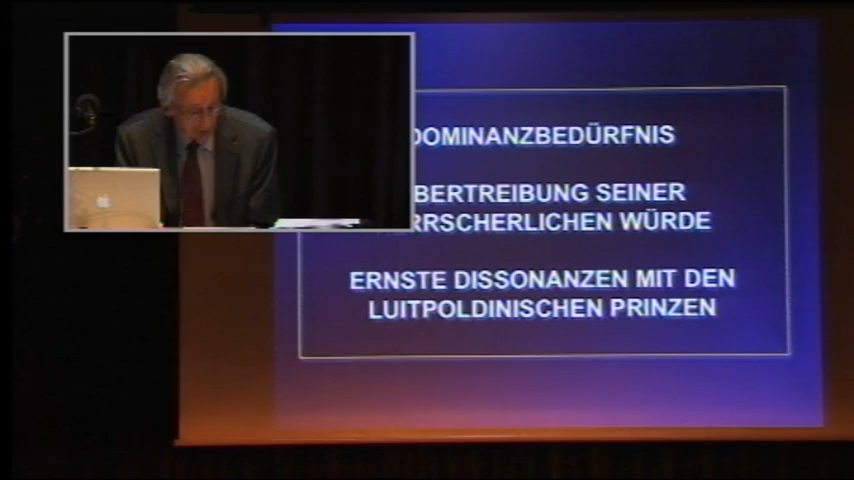 DOMINANZBEDÜRFNIS
BERTREIBUNG SEINER
RRSCHERLICHEN WÜRDE
ERNSTE DISSONANZEN MIT DEN
LUITPOLDINISCHEN PRINZEN